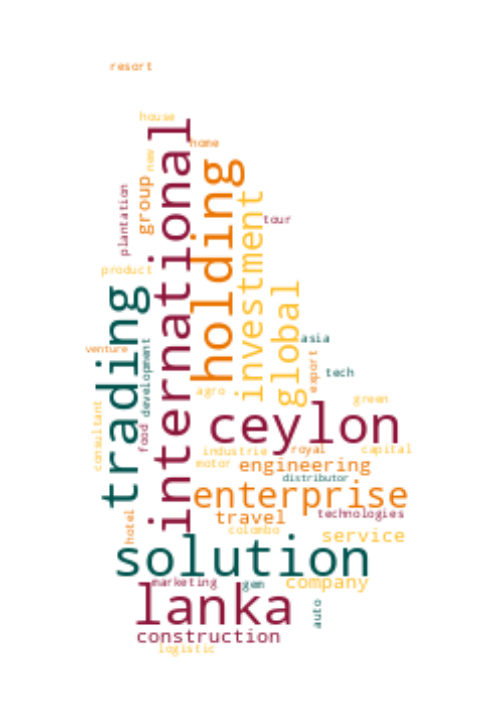 resort
house
home
new
international
holding
group
plantation
investment
tour
product
trading
global
asia
venture
development
export
tech
agro
green
consultant
food
ceylon
industrie
royal
capital
motor
engineering
distributor
enterprise
hotel
travel
technologies
colombo
service
solution
marketing
gem
company
lanka
auto
construction
logistic